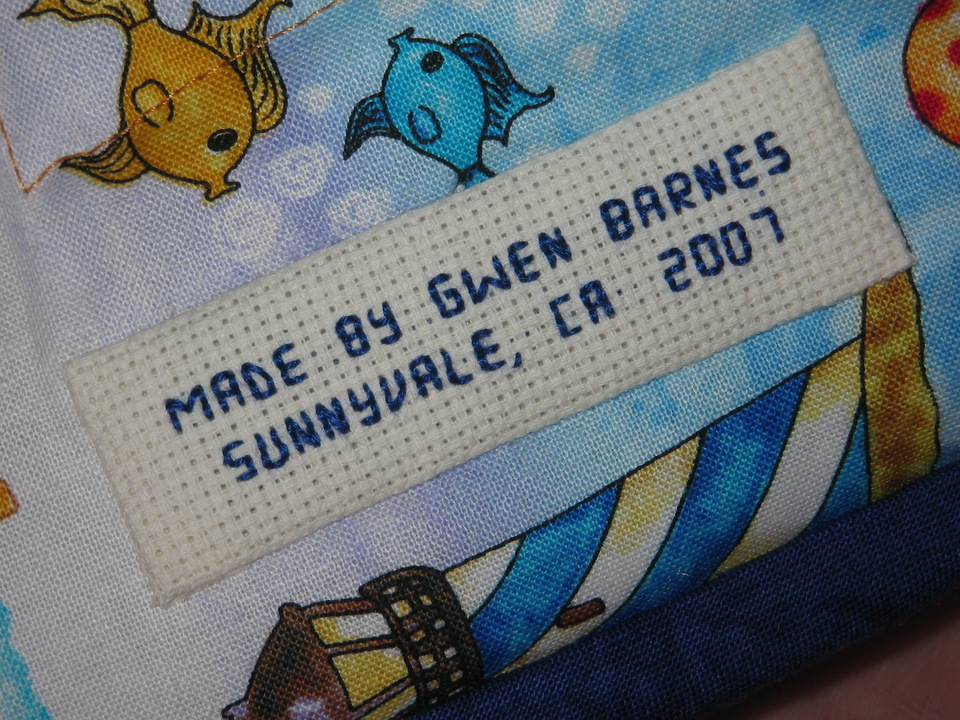 MADE BY GWEN BARNES
SUNNYVALE, CA 2007